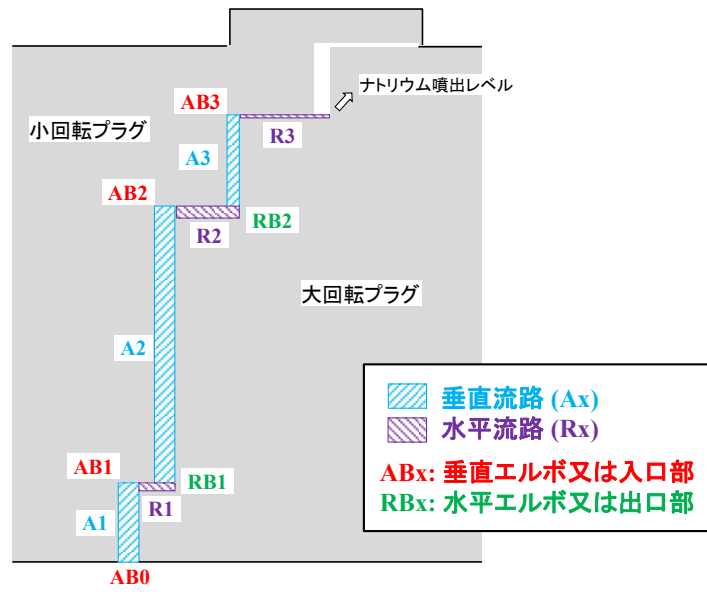 ナトリウム噴出レベル
AB3
R3
小回転プラグ
A3
AB2
R2
RB2
大回転プラグ
A2
垂直流路 (Ax)
水平流路 (Rx)
ABx: 垂直エルボ又は入口部
RBx: 水平エルボ又は出口部
AB1
RB1
R1
A1
AB0